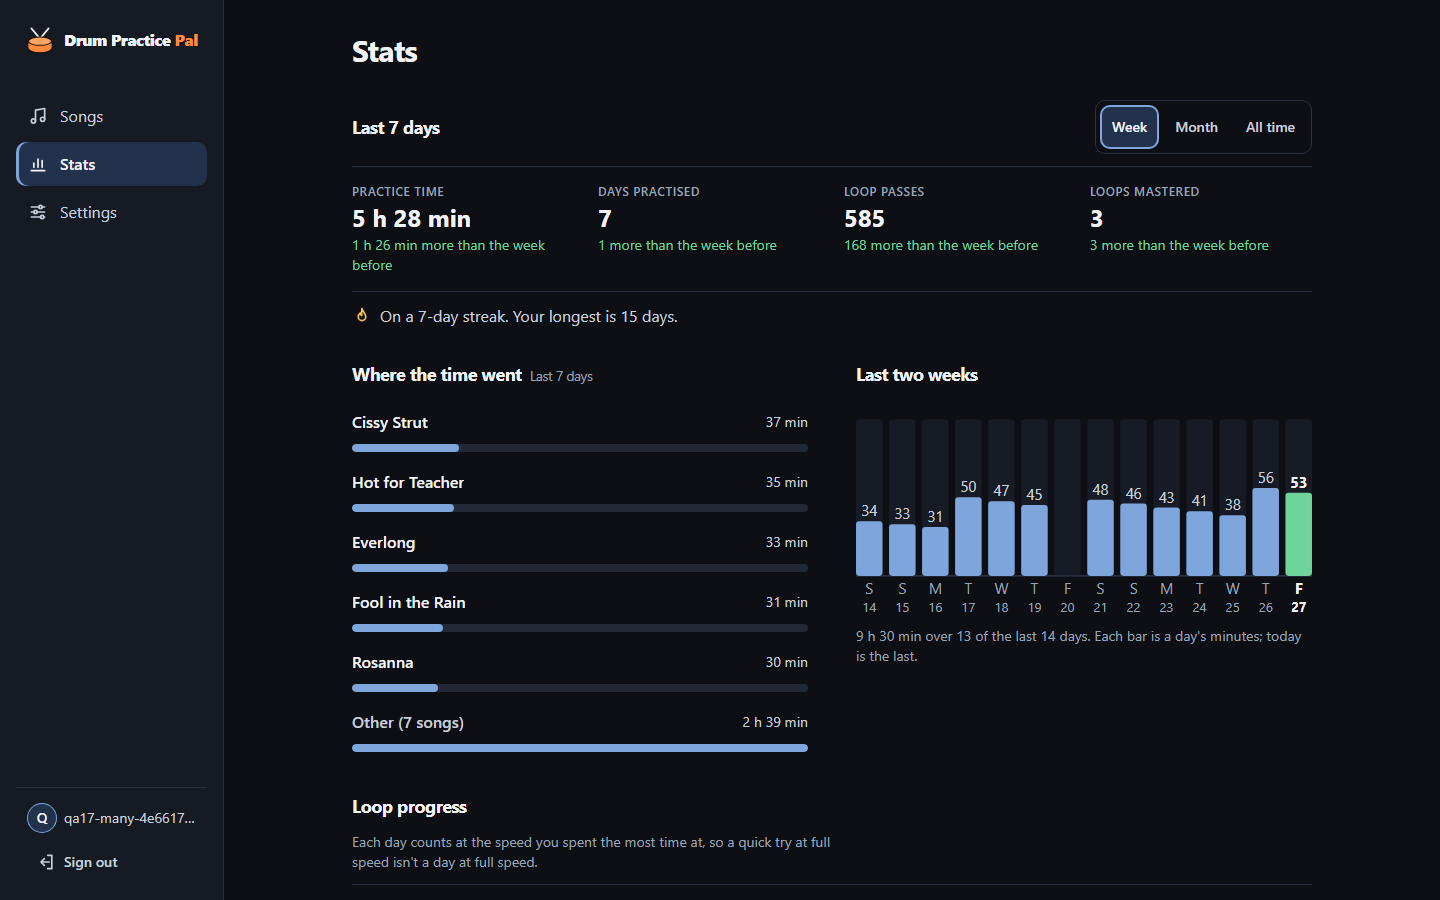 Drum Practice Pal
Songs
Stats
Settings
qa17-many-4e6617...
Sign out
Stats
Last 7 days
Week Month All time
PRACTICE TIME
5 h 28 min
1 h 26 min more than the week
before
DAYS PRACTISED
7
1 more than the week before
LOOP PASSES
585
168 more than the week before
LOOPS MASTERED
3
3 more than the week before
On a 7-day streak. Your longest is 15 days.
Where the time went Last 7 days
Cissy Strut 37 min
Hot for Teacher 35 min
Everlong 33 min
Fool in the Rain 31 min
Rosanna 30 min
Other (7 songs) 2 h 39 min
Last two weeks
34 33 31 50 47 45 48 46 43 41 38 56 53
S S M T W T F S S M T W T F
14 15 16 17 18 19 20 21 22 23 24 25 26 27
9 h 30 min over 13 of the last 14 days. Each bar is a day's minutes; today
is the last.
Loop progress
Each day counts at the speed you spent the most time at, so a quick try at full
speed isn't a day at full speed.
Q